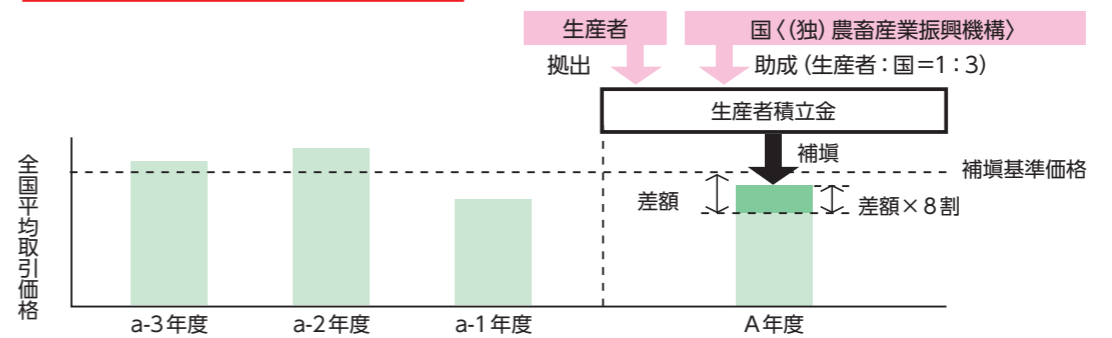 生産者
国〈(独)農畜産業振興機構〉
拠出
助成(生産者:国=1:3)
生産者積立金
補塡
補塡基準価格
差額
差額×8割
全国平均取引価格
a-3年度
a-2年度
a-1年度
A年度